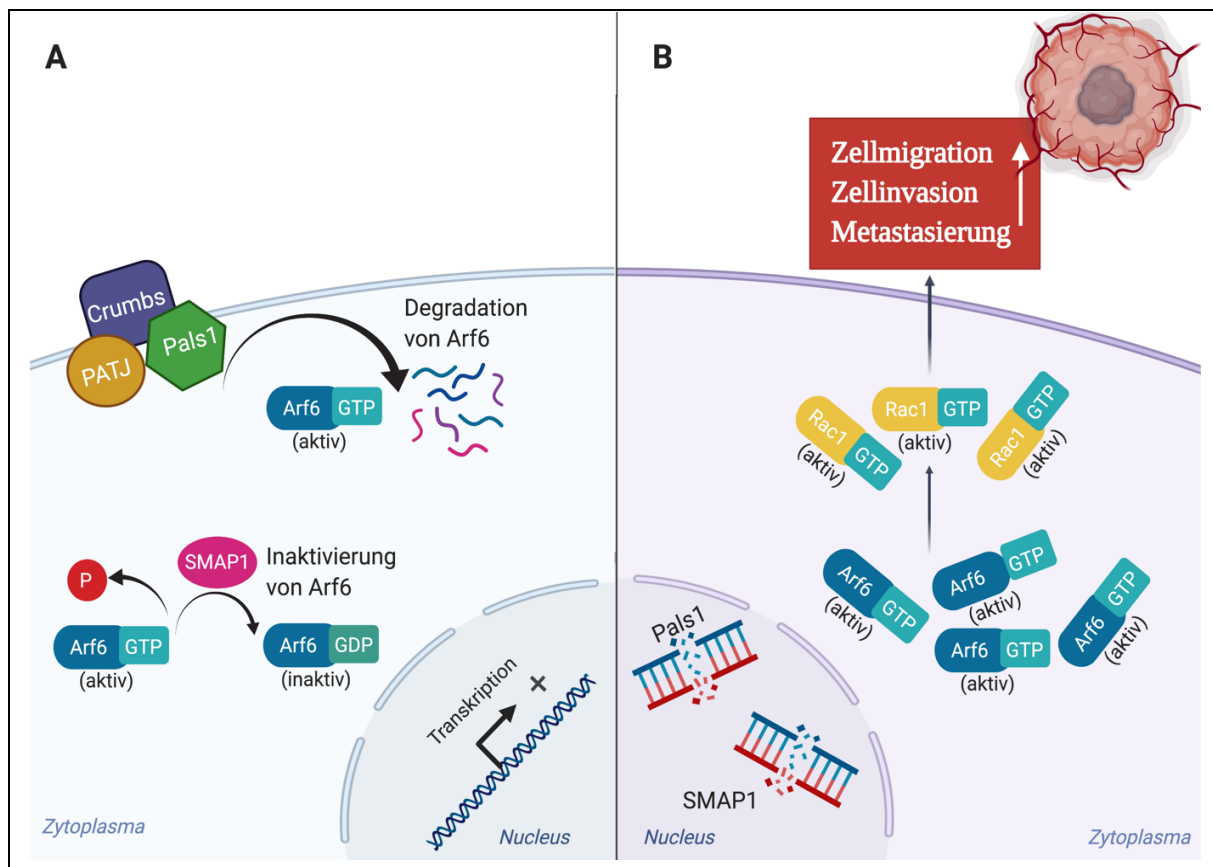 A
Crumbs
Pals1
PATJ
Degradation
von Arf6
Arf6 GTP
(aktiv)
P
SMAP1
Inaktivierung
von Arf6
Arf6 GTP
(aktiv)
Arf6 GDP
(inaktiv)
Transkription
Zytoplasma
Nucleus
B
Zellmigration
Zellinvasion
Metastasierung
Rac1 GTP
(aktiv)
Rac1 GTP
(aktiv)
Rac1 GTP
(aktiv)
Arf6 GTP
(aktiv)
Arf6 GTP
(aktiv)
Arf6 GTP
(aktiv)
Arf6 GTP
(aktiv)
Pals1
SMAP1
Nucleus
Zytoplasma